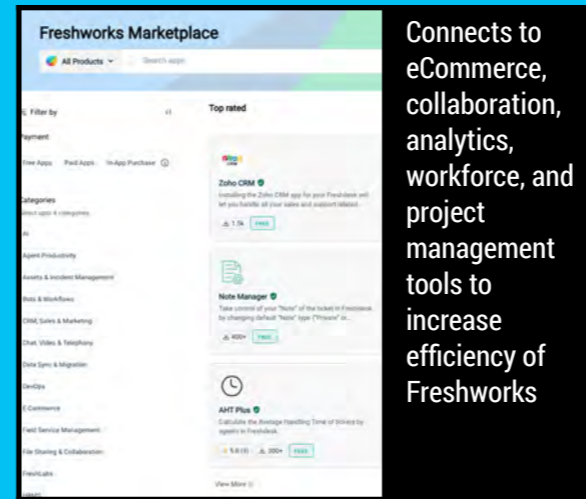 Freshworks Marketplace
All Products
Search apps
Filter by
Payment
Free Apps Paid Apps In-App Purchase
Categories
Select upto 4 categories
AI
Agent Productivity
Assets & Incident Management
Bots & Workflows
CRM, Sales & Marketing
Chat, Video & Telephony
Data Sync & Migration
DevOps
E-Commerce
Field Service Management
File Sharing & Collaboration
FreshLabs
Top rated
Zoho CRM
Installing the Zoho CRM app for your Freshdesk will
let you handle all your sales and support related
FREE
Note Manager
Take control of your "Note" of the ticket in Freshdesk
by changing default "Note" type ("Private" or...
400+ FREE
AHT Plus
Calculate the Average Handling Time of tickets by
agents in Freshdesk
5.0 200+ FREE
View More
Connects to
eCommerce,
collaboration,
analytics,
workforce, and
project
management
tools to
increase
efficiency of
Freshworks